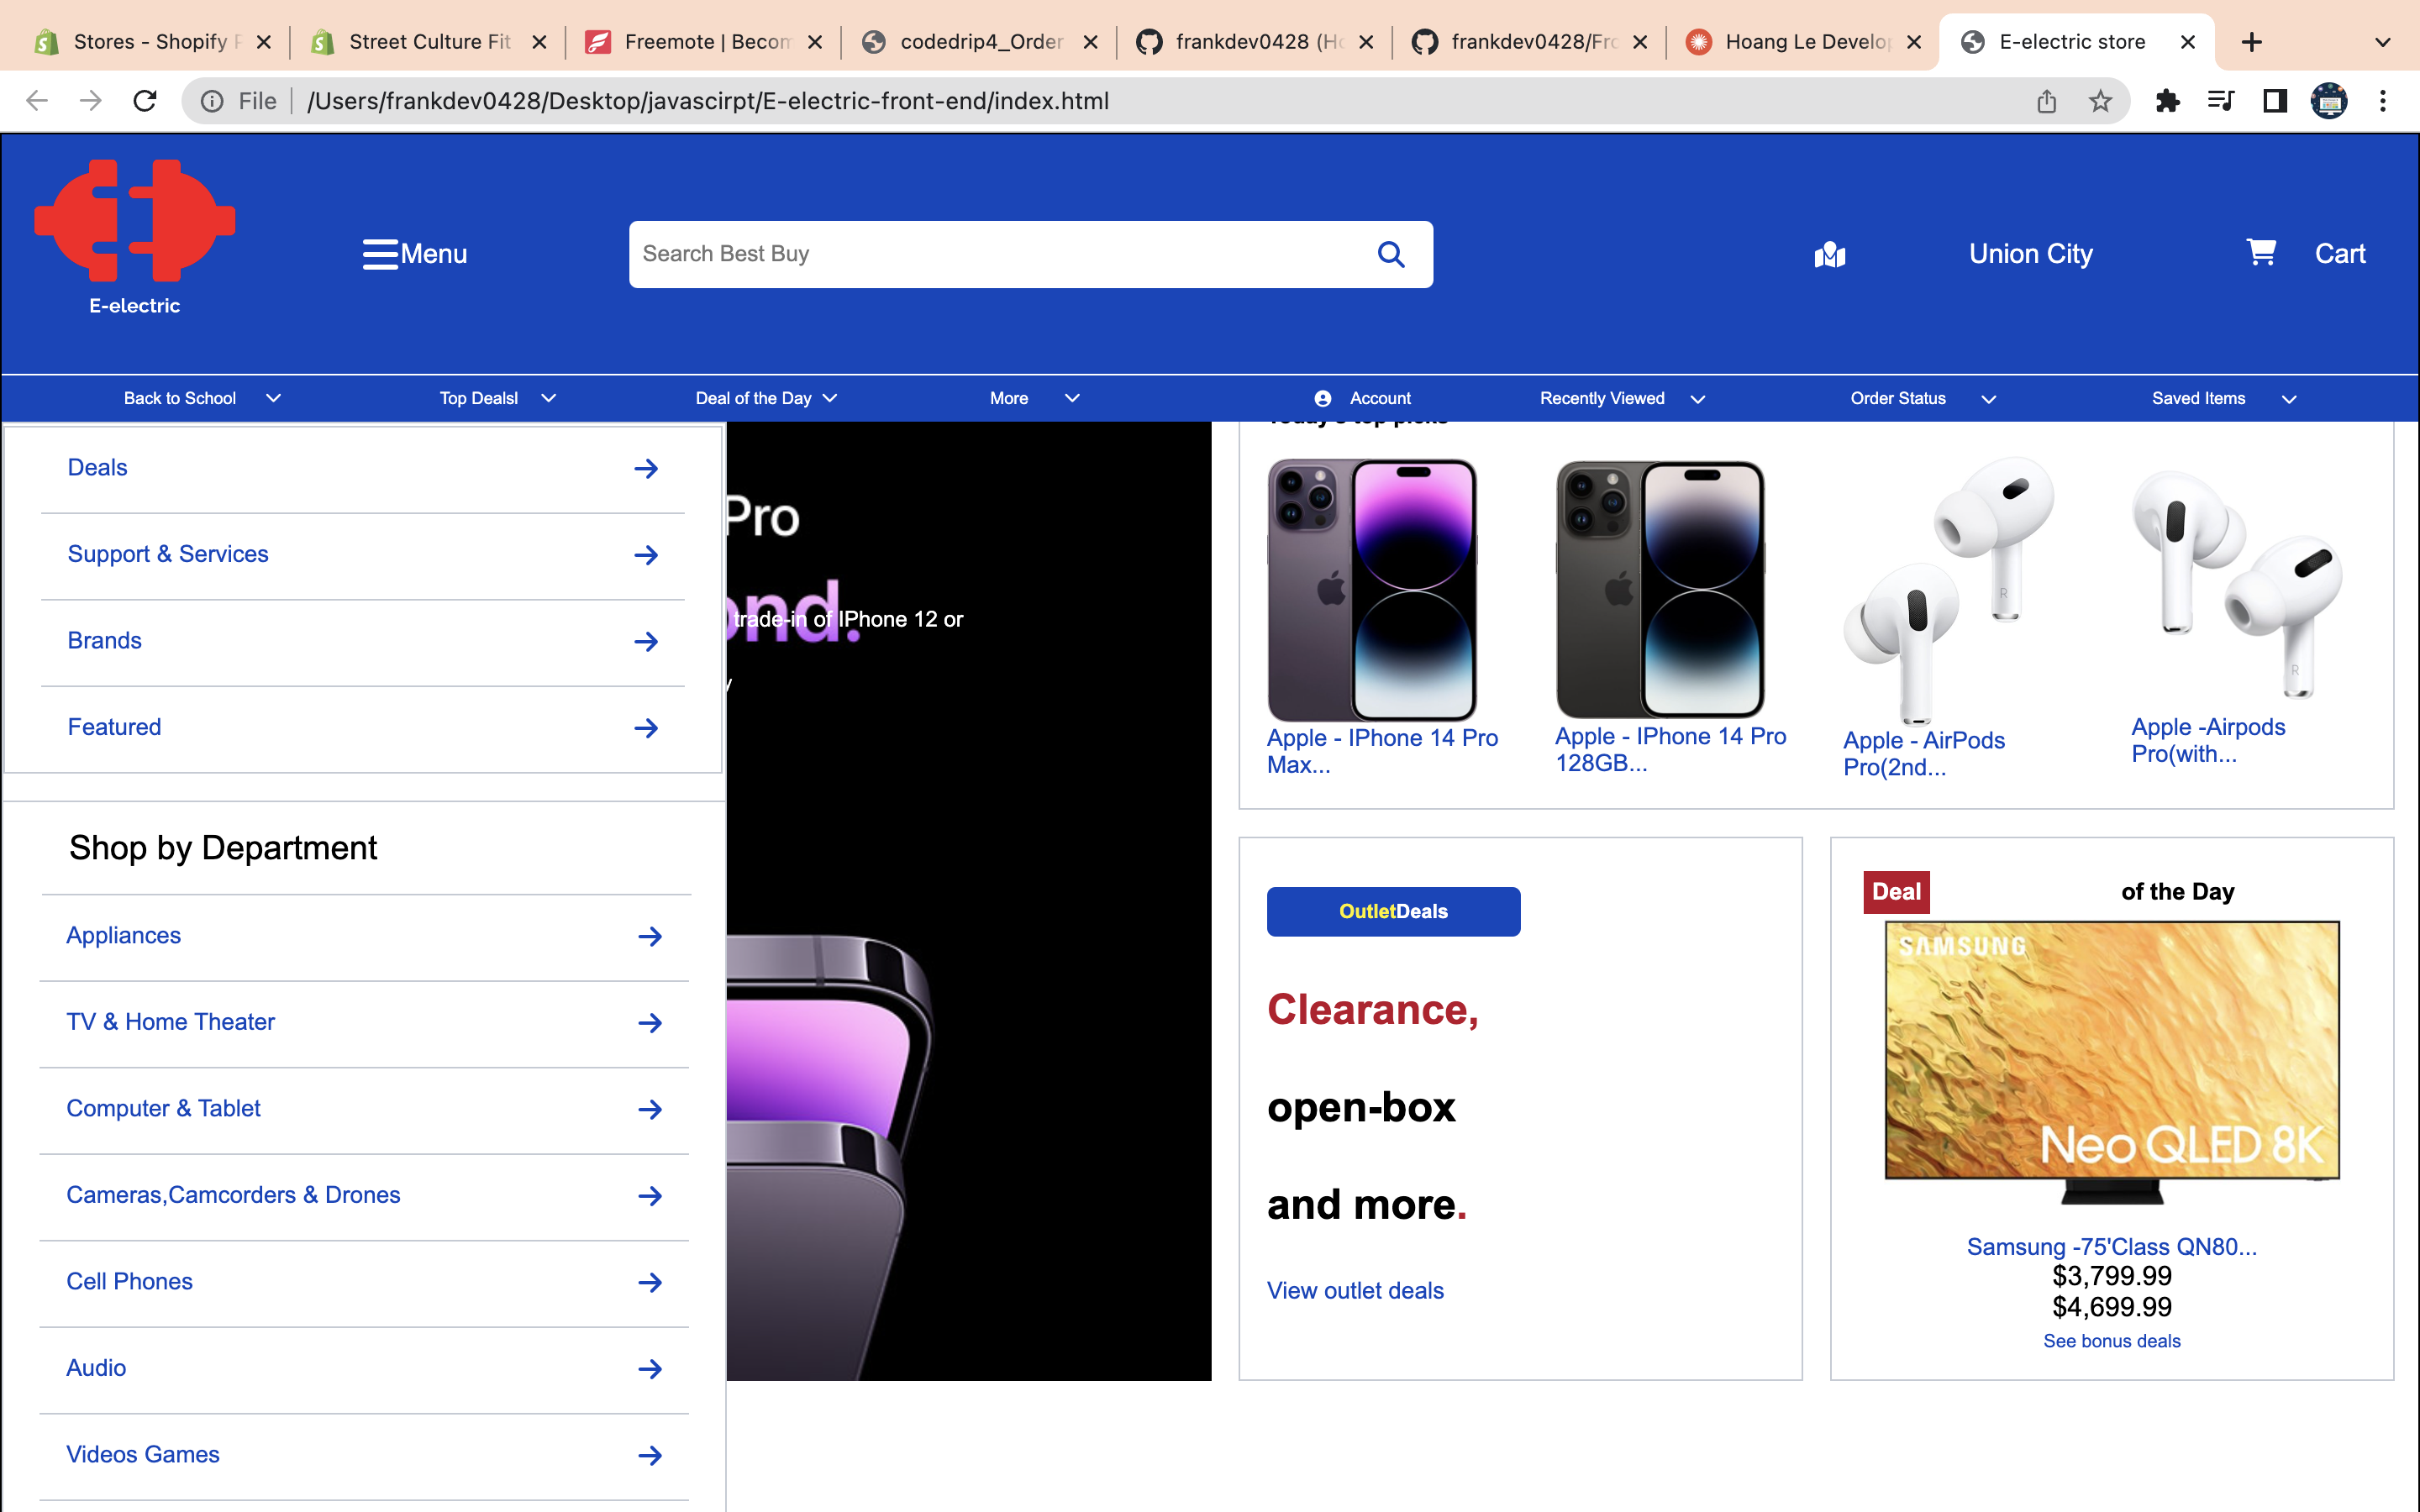 Stores - Shopify
Street Culture Fit
Freemote | Becom
codedrip4_Order
frankdev0428 (Ho
frankdev0428/Fro
Hoang Le Develop
E-electric store
File
/Users/frankdev0428/Desktop/javascirpt/E-electric-front-end/index.html
E-electric
Menu
Search Best Buy
Union City
Cart
Back to School
Top Dealsl
Deal of the Day
More
Account
Recently Viewed
Order Status
Saved Items
Deals
Support & Services
Brands
Featured
Shop by Department
Appliances
TV & Home Theater
Computer & Tablet
Cameras,Camcorders & Drones
Cell Phones
Audio
Videos Games
Pro
ond.
trade-in of IPhone 12 or
Today's top picks
Apple - IPhone 14 Pro
Max...
Apple - IPhone 14 Pro
128GB...
Apple - AirPods
Pro(2nd...
Apple -Airpods
Pro(with...
OutletDeals
Clearance,
open-box
and more.
View outlet deals
Deal of the Day
SAMSUNG
Neo QLED 8K
Samsung -75'Class QN80...
$3,799.99
$4,699.99
See bonus deals